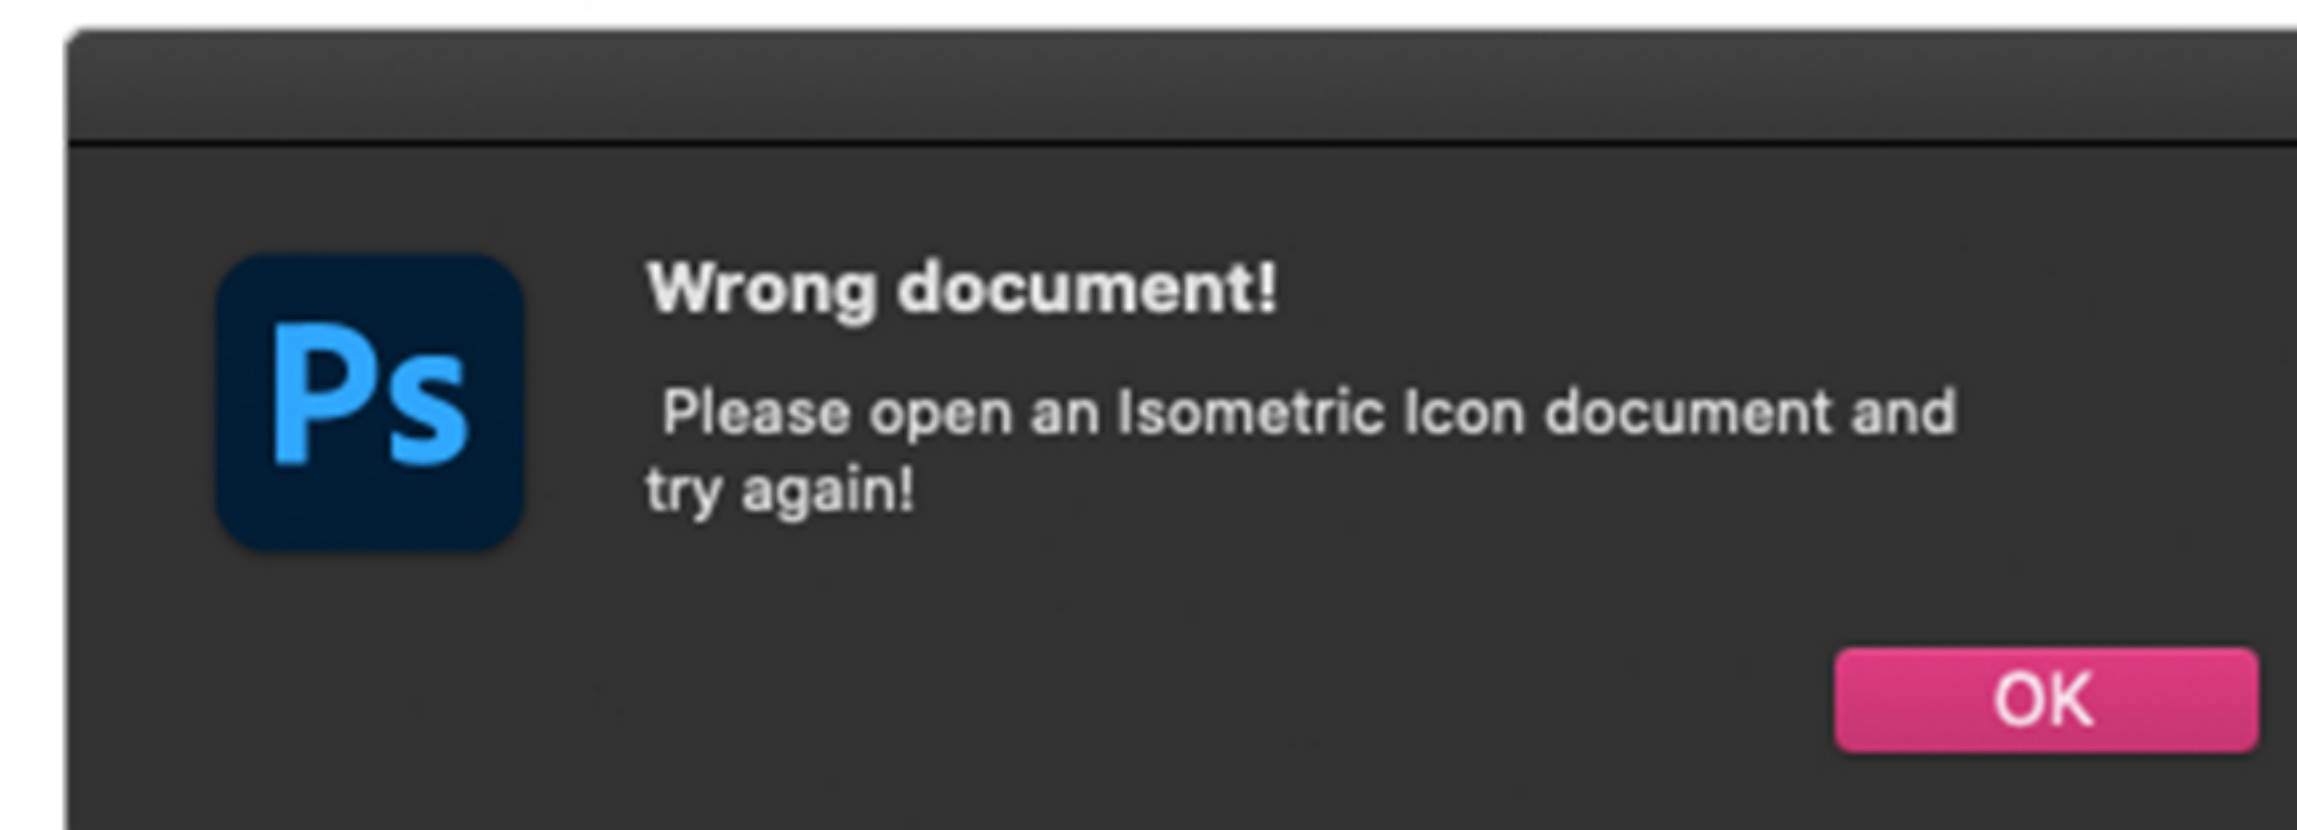 Ps
Wrong document!
Please open an Isometric Icon document and
try again!
OK